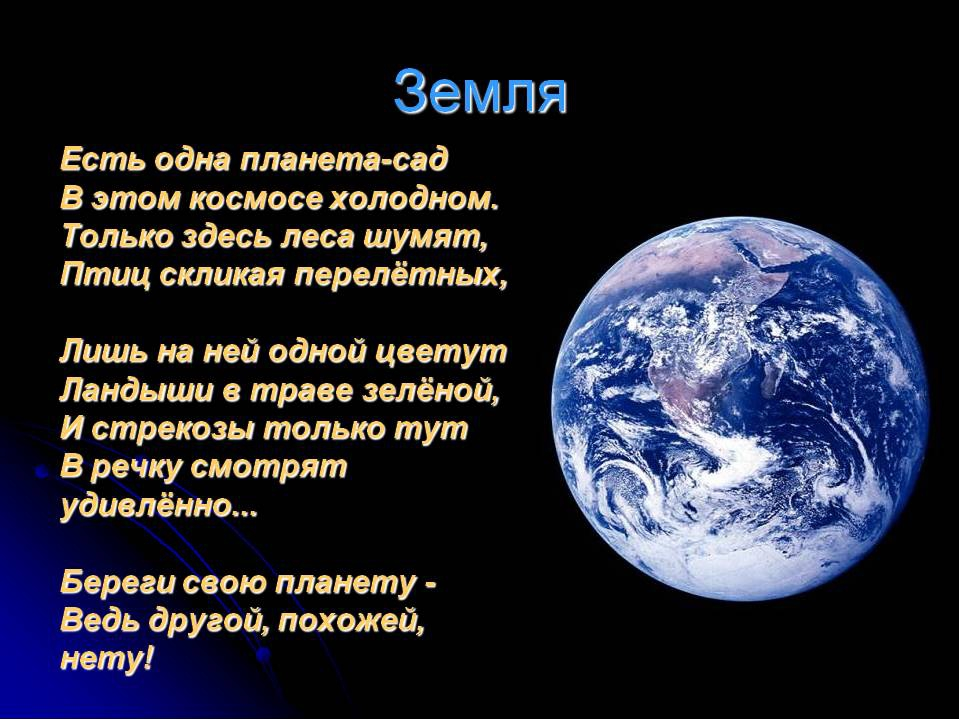 Земля
Есть одна планета-сад
В этом космосе холодном.
Только здесь леса шумят,
Птиц скликая перелётных,
Лишь на ней одной цветут
Ландыши в траве зелёной,
И стрекозы только тут
В речку смотрят
удивлённо...
Береги свою планету -
Ведь другой, похожей,
нету!